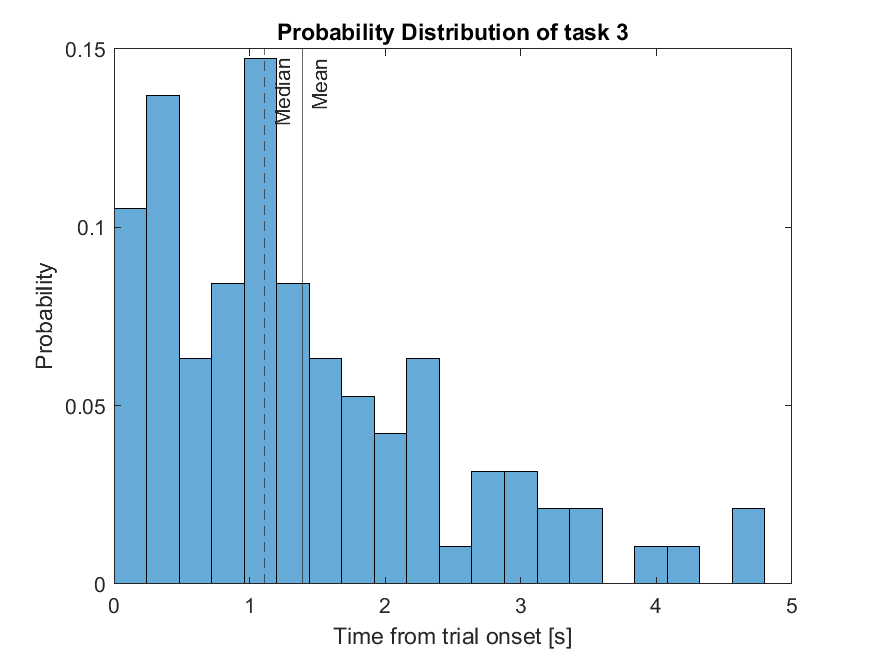 Probability Distribution of task 3
0.15
0.1
0.05
0
Probability
Median
Mean
0 1 2 3 4 5
Time from trial onset [s]